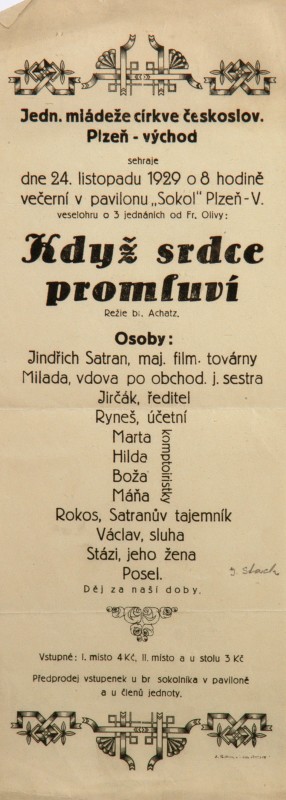 Jedn. mládeže církve českoslov.
Plzeň - východ
sehraje
dne 24. listopadu 1929 o 8 hodině
večerní v pavilonu „Sokol" Plzeň-V.
veselohru o 3 jednáních od Fr. Olivy:
Když srdce
promluví
Režie br. Achatz.
Osoby:
Jindřich Satran, maj. film. továrny
Milada, vdova po obchod. j. sestra
Jirčák, ředitel
Ryneš, účetní
Marta
Hilda
Boža
Máňa
komptoiristky
Rokos, Satranův tajemník
Václav, sluha
Stázi, jeho žena
Posel.
Děj za naší doby.
Vstupné: I. místo 4 Kč, II. místo a u stolu 3 Kč
Předprodej vstupenek u br sokolníka v paviloně
a u členů jednoty.